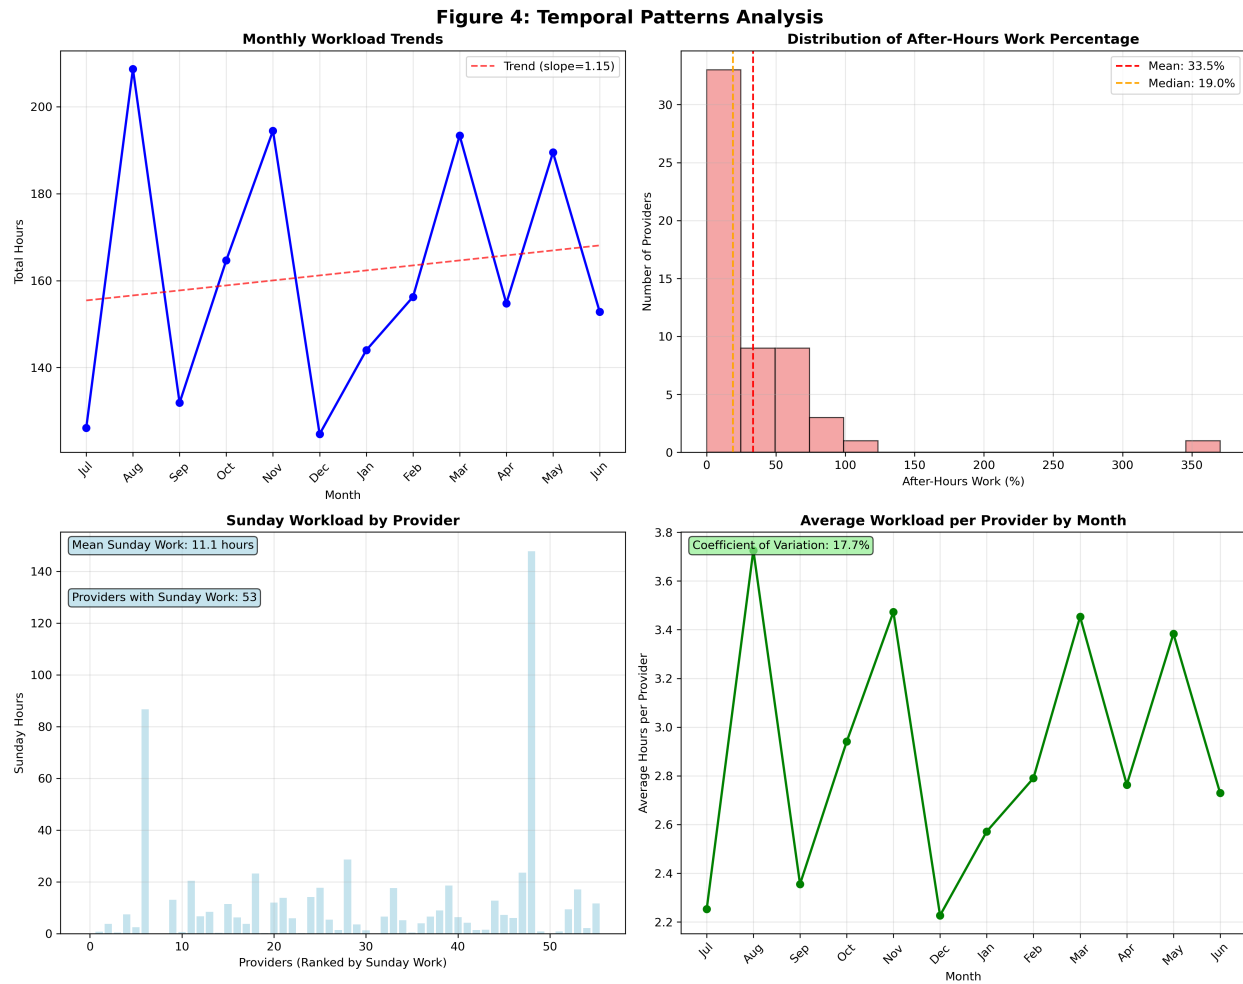 Figure 4: Temporal Patterns Analysis
Monthly Workload Trends
Trend (slope=1.15)
200
180
160
140
Total Hours
Jul
Aug
Sep
Oct
Nov
Dec
Jan
Feb
Mar
Apr
May
Jun
Month
Distribution of After-Hours Work Percentage
Mean: 33.5%
Median: 19.0%
30
25
20
15
10
5
0
Number of Providers
0
50
100
150
200
250
300
350
After-Hours Work (%)
Sunday Workload by Provider
Mean Sunday Work: 11.1 hours
Providers with Sunday Work: 53
140
120
100
80
60
40
20
0
Sunday Hours
0
10
20
30
40
50
Providers (Ranked by Sunday Work)
Average Workload per Provider by Month
Coefficient of Variation: 17.7%
3.8
3.6
3.4
3.2
3.0
2.8
2.6
2.4
2.2
Average Hours per Provider
Jul
Aug
Sep
Oct
Nov
Dec
Jan
Feb
Mar
Apr
May
Jun
Month